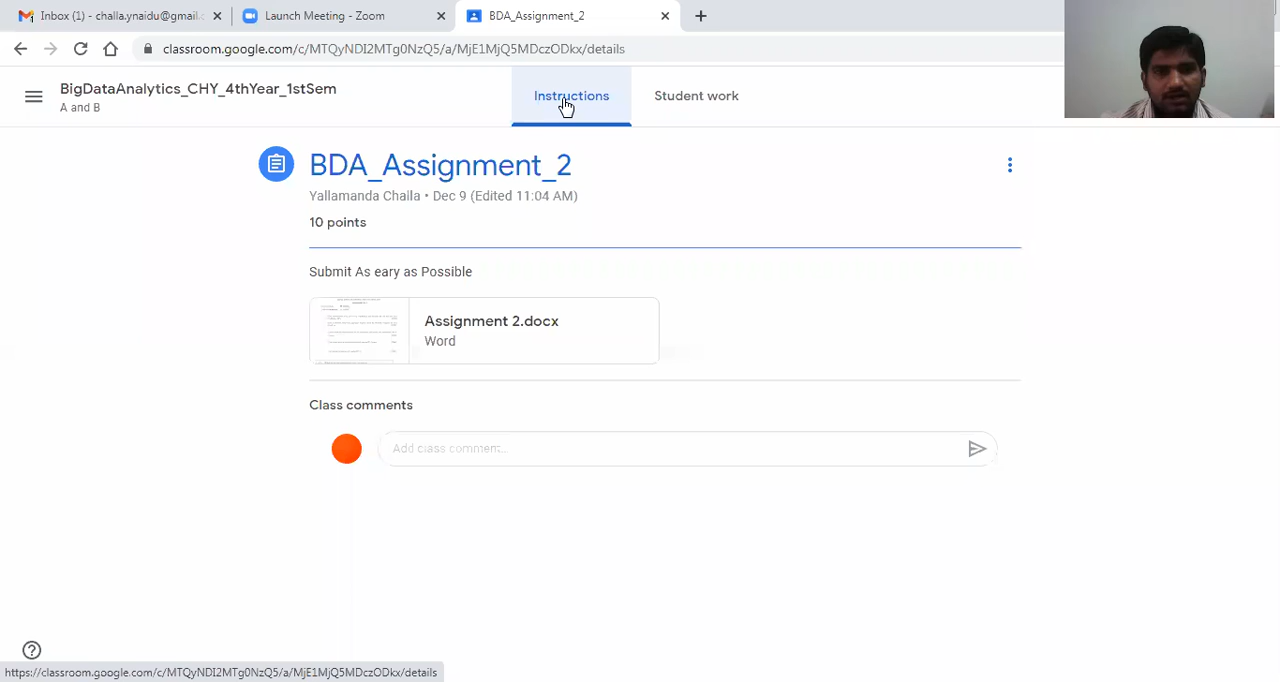 Inbox (1) - challa.ynaidu@gmail.c
Launch Meeting - Zoom
BDA_Assignment_2
classroom.google.com/c/MTQyNDI2MTg0NzQ5/a/MjE1MjQ5MDczODkx/details
BigDataAnalytics_CHY_4thYear_1stSem
A and B
Instructions
Student work
BDA_Assignment_2
Yallamanda Challa • Dec 9 (Edited 11:04 AM)
10 points
Submit As eary as Possible
Assignment 2.docx
Word
Class comments
Add class comment...
https://classroom.google.com/c/MTQyNDI2MTg0NzQ5/a/MjE1MjQ5MDczODkx/details